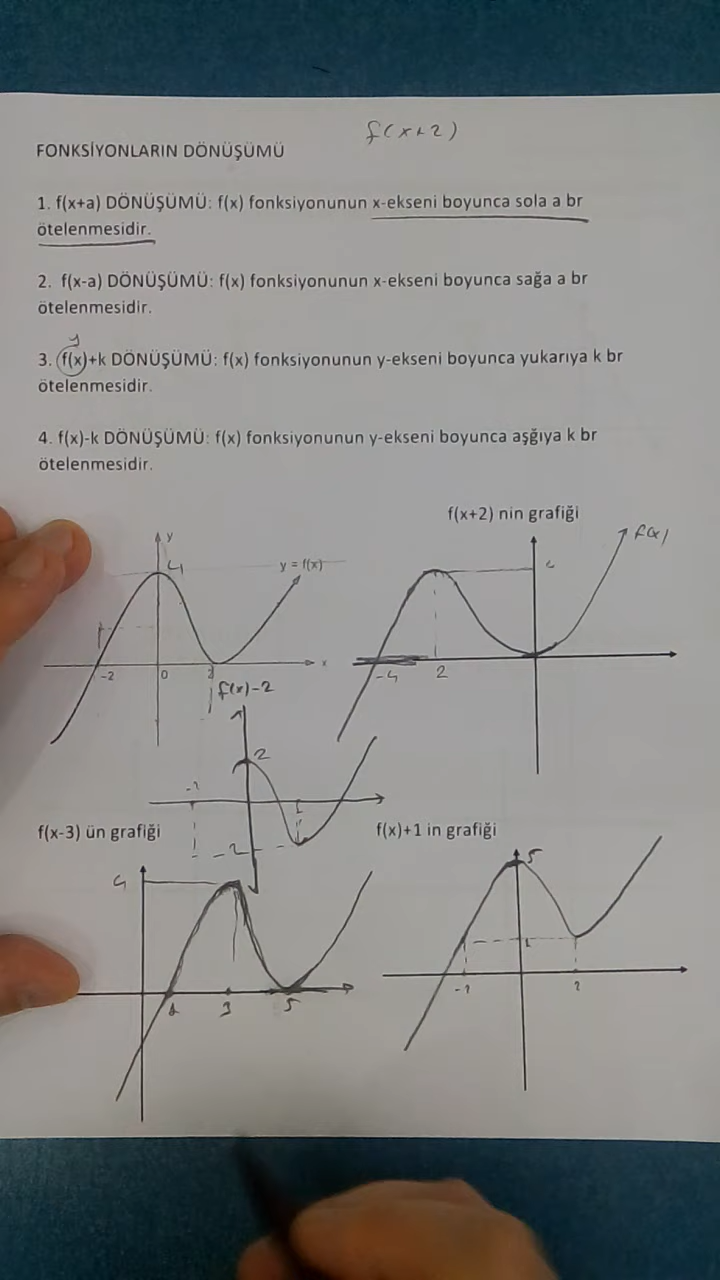 f(x+2)
FONKSİYONLARIN DÖNÜŞÜMÜ
1. f(x+a) DÖNÜŞÜMÜ: f(x) fonksiyonunun x-ekseni boyunca sola a br
ötelenmesidir.
2. f(x-a) DÖNÜŞÜMÜ: f(x) fonksiyonunun x-ekseni boyunca sağa a br
ötelenmesidir.
y
3. f(x)+k DÖNÜŞÜMÜ: f(x) fonksiyonunun y-ekseni boyunca yukarıya k br
ötelenmesidir.
4. f(x)-k DÖNÜŞÜMÜ: f(x) fonksiyonunun y-ekseni boyunca aşğıya k br
ötelenmesidir.
f(x+2) nin grafiği
y
4
y = f(x)
-2
0
2
x
f(x)
-4
2
f(x)-2
2
-2
f(x-3) ün grafiği
4
1
3
5
f(x)+1 in grafiği
5
1
-2
2